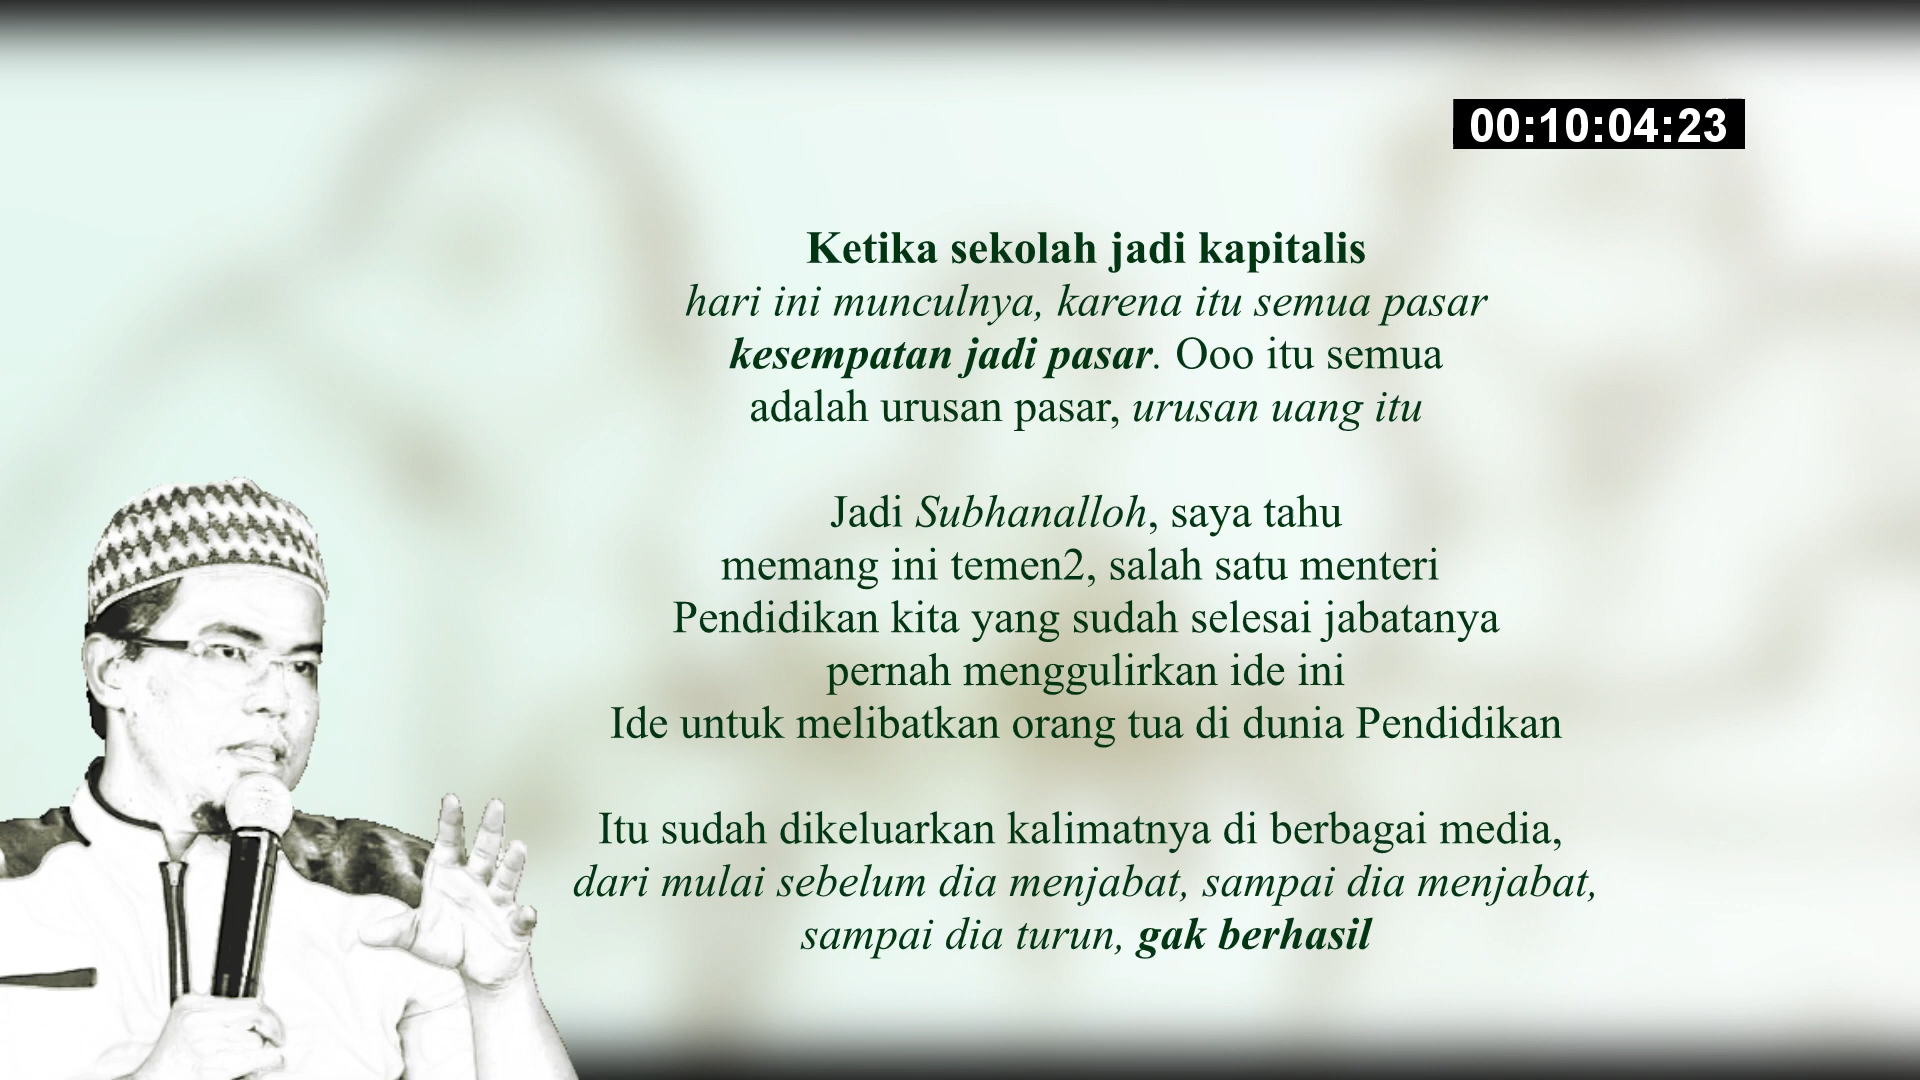 00:10:04:23
Ketika sekolah jadi kapitalis
hari ini munculnya, karena itu semua pasar
kesempatan jadi pasar. Ooo itu semua
adalah urusan pasar, urusan uang itu
Jadi Subhanalloh, saya tahu
memang ini temen2, salah satu menteri
Pendidikan kita yang sudah selesai jabatanya
pernah menggulirkan ide ini
Ide untuk melibatkan orang tua di dunia Pendidikan
Itu sudah dikeluarkan kalimatnya di berbagai media,
dari mulai sebelum dia menjabat, sampai dia menjabat,
sampai dia turun, gak berhasil